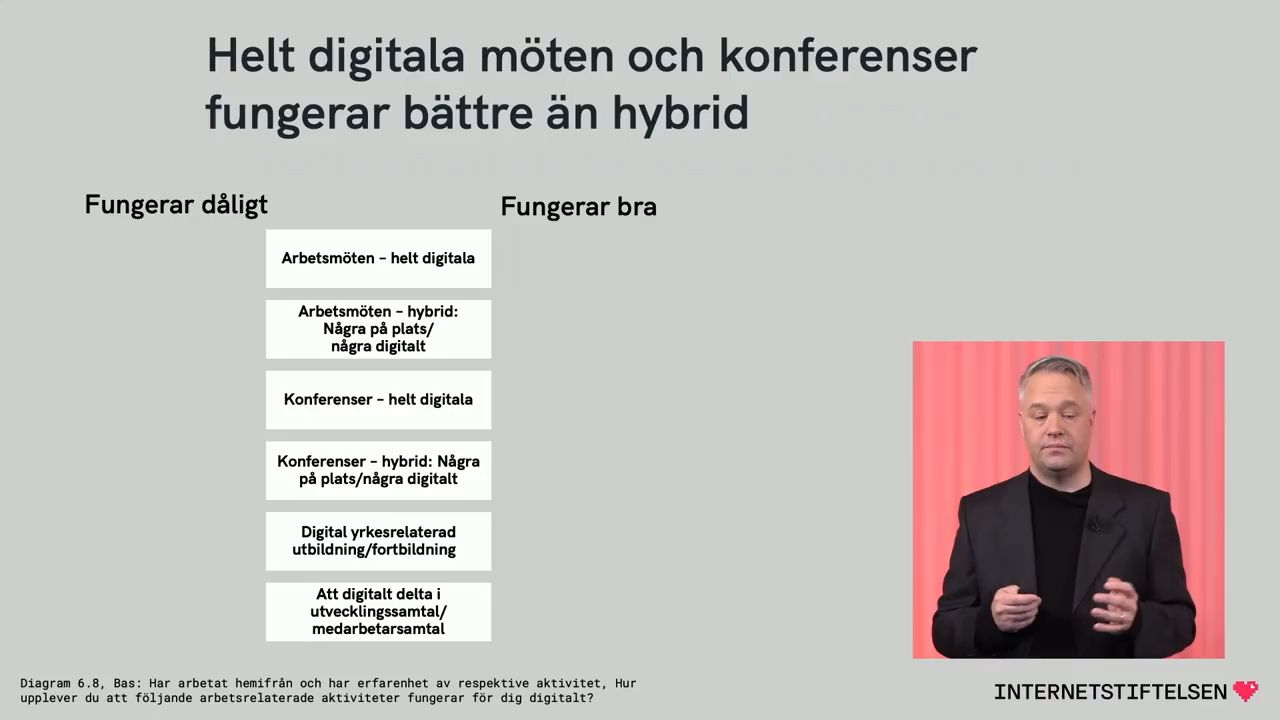 Helt digitala möten och konferenser
fungerar bättre än hybrid
Fungerar dåligt
Fungerar bra
Arbetsmöten – helt digitala
Arbetsmöten – hybrid:
Några på plats/
några digitalt
Konferenser – helt digitala
Konferenser – hybrid: Några
på plats/några digitalt
Digital yrkesrelaterad
utbildning/fortbildning
Att digitalt delta i
utvecklingssamtal/
medarbetarsamtal
Diagram 6.8, Bas: Har arbetat hemifrån och har erfarenhet av respektive aktivitet, Hur
upplever du att följande arbetsrelaterade aktiviteter fungerar för dig digitalt?
INTERNETSTIFTELSEN